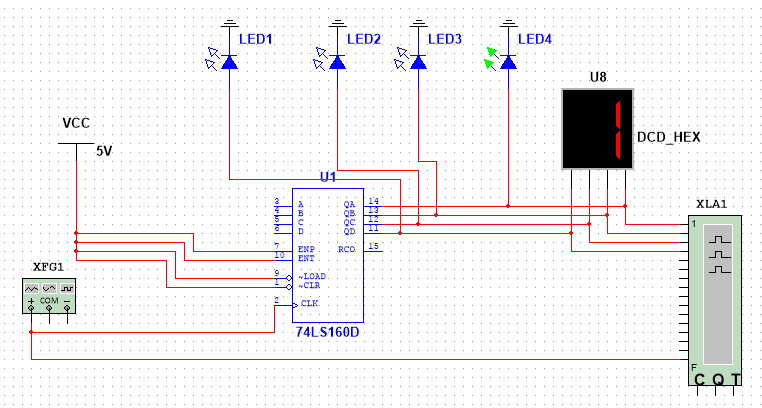 LED1 LED2 LED3 LED4
U8
VCC
5V
DCD_HEX
U1
XLA1
3 A QA 14
4 B QB 13
5 C QC 12
6 D QD 11
7 ENP RCO 15
10 ENT
9 ~LOAD
1 ~CLR
2 CLK
74LS160D
XFG1
COM
+ −
1
F
C Q T